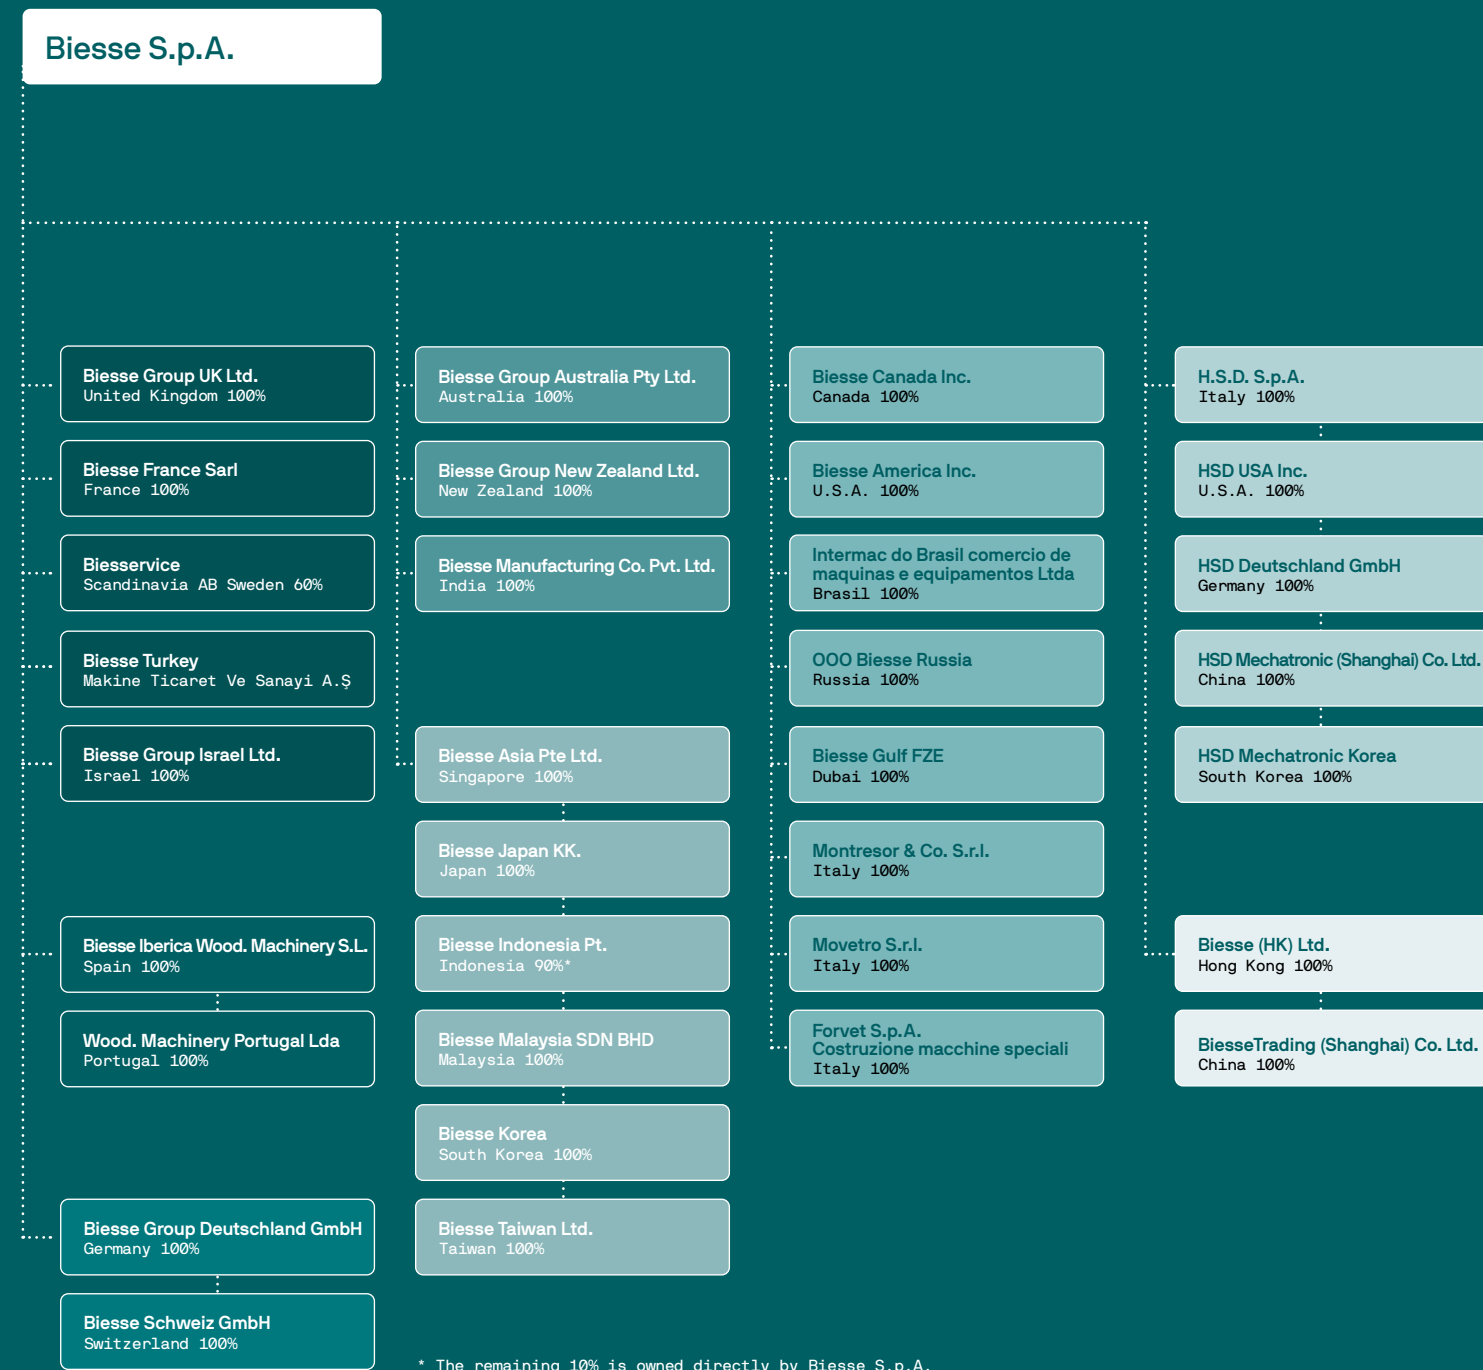 Biesse S.p.A.
Biesse Group UK Ltd.
United Kingdom 100%
Biesse France Sarl
France 100%
Biesservice
Scandinavia AB Sweden 60%
Biesse Turkey
Makine Ticaret Ve Sanayi A.Ş
Biesse Group Israel Ltd.
Israel 100%
Biesse Iberica Wood. Machinery S.L.
Spain 100%
Wood. Machinery Portugal Lda
Portugal 100%
Biesse Group Deutschland GmbH
Germany 100%
Biesse Schweiz GmbH
Switzerland 100%
Biesse Group Australia Pty Ltd.
Australia 100%
Biesse Group New Zealand Ltd.
New Zealand 100%
Biesse Manufacturing Co. Pvt. Ltd.
India 100%
Biesse Asia Pte Ltd.
Singapore 100%
Biesse Japan KK.
Japan 100%
Biesse Indonesia Pt.
Indonesia 90%*
Biesse Malaysia SDN BHD
Malaysia 100%
Biesse Korea
South Korea 100%
Biesse Taiwan Ltd.
Taiwan 100%
Biesse Canada Inc.
Canada 100%
Biesse America Inc.
U.S.A. 100%
Intermac do Brasil comercio de
maquinas e equipamentos Ltda
Brasil 100%
OOO Biesse Russia
Russia 100%
Biesse Gulf FZE
Dubai 100%
Montresor & Co. S.r.l.
Italy 100%
Movetro S.r.l.
Italy 100%
Forvet S.p.A.
Costruzione macchine speciali
Italy 100%
H.S.D. S.p.A.
Italy 100%
HSD USA Inc.
U.S.A. 100%
HSD Deutschland GmbH
Germany 100%
HSD Mechatronic (Shanghai) Co. Ltd.
China 100%
HSD Mechatronic Korea
South Korea 100%
Biesse (HK) Ltd.
Hong Kong 100%
BiesseTrading (Shanghai) Co. Ltd.
China 100%
* The remaining 10% is owned directly by Biesse S.p.A.